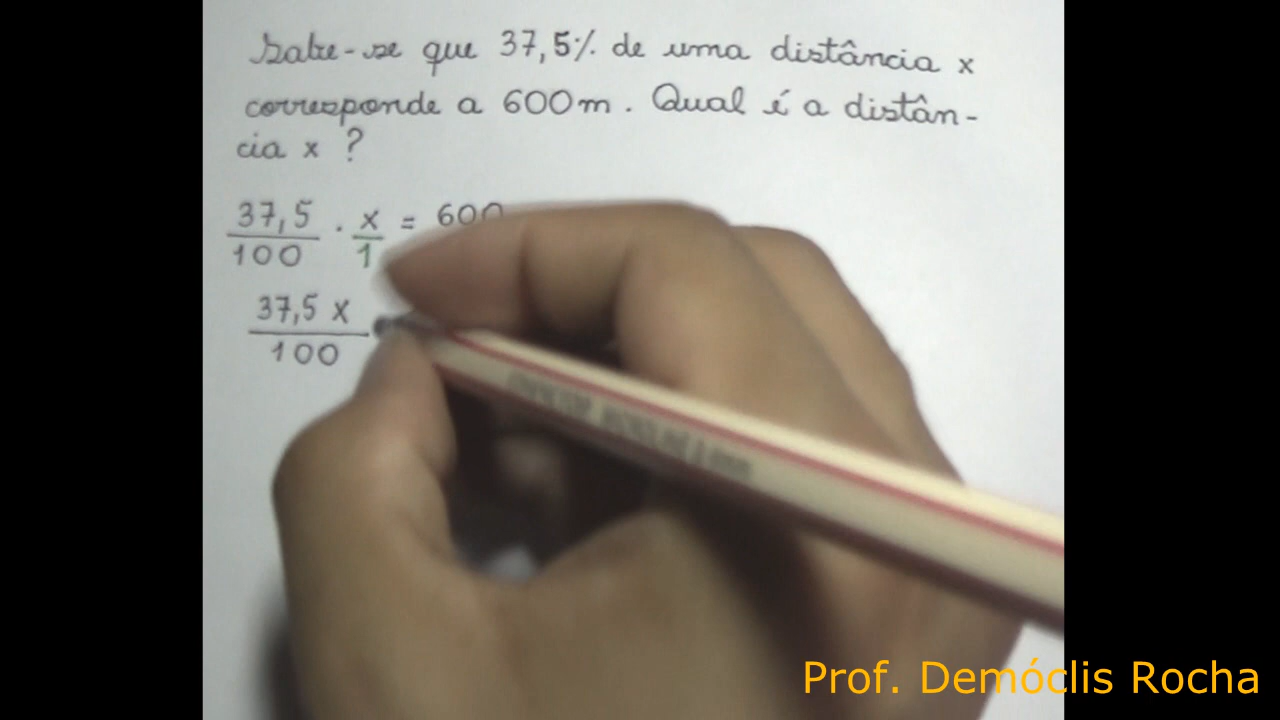 Sabe-se que 37,5% de uma distância x
corresponde a 600m. Qual é a distân-
cia x ?
37,5 . x = 600
100 1
37,5 x
100
Prof. Demóclis Rocha